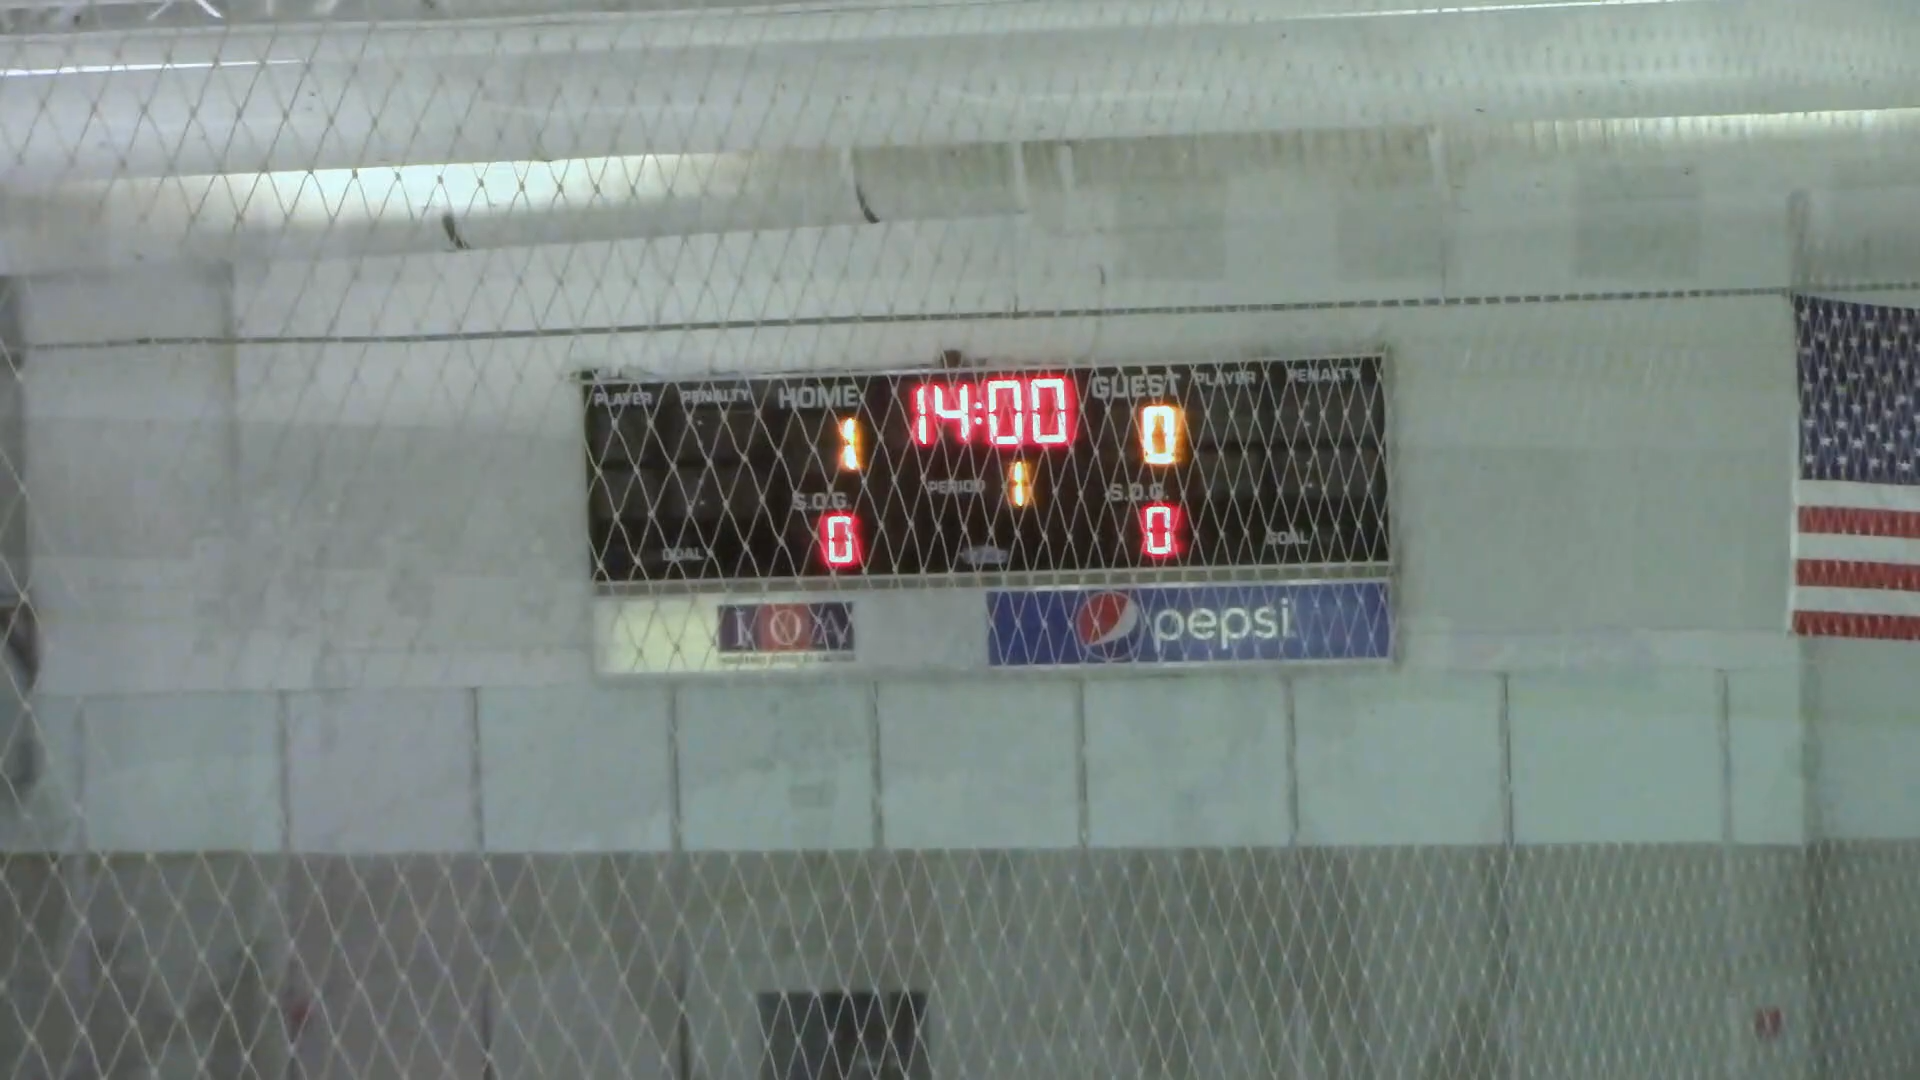 PLAYER PENALTY HOME 14:00 GUEST PLAYER PENALTY
1 0
S.O.G. PERIOD 1 S.O.G.
GOAL 0 0 GOAL
pepsi